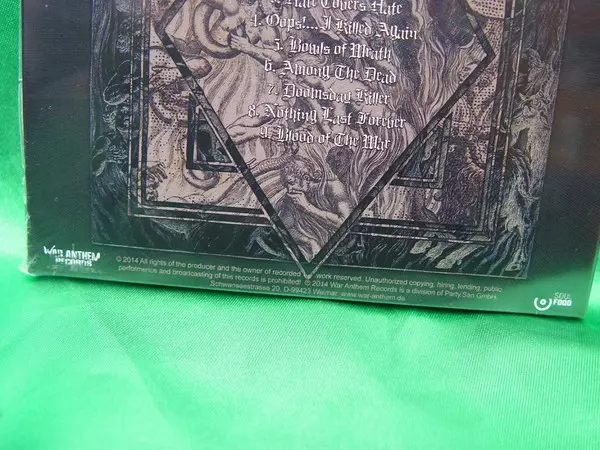 Hate Covers Hate
4. Oops!....I Killed Again
5. Bowls of Wrath
6. Among The Dead
7. Doomsday Killer
8. Nothing Last Forever
9. Blood of The War
WAR ANTHEM
RECORDS
© 2014 All rights of the producer and the owner of recorded work reserved. Unauthorized copying, hiring, lending, public
performance and broadcasting of this records is prohibited! ℗ 2014 War Anthem Records is a division of Party.San GmbH.
Schwanseestrasse 20, D-99423 Weimar, www.war-anthem.de
SOUL
FOOD